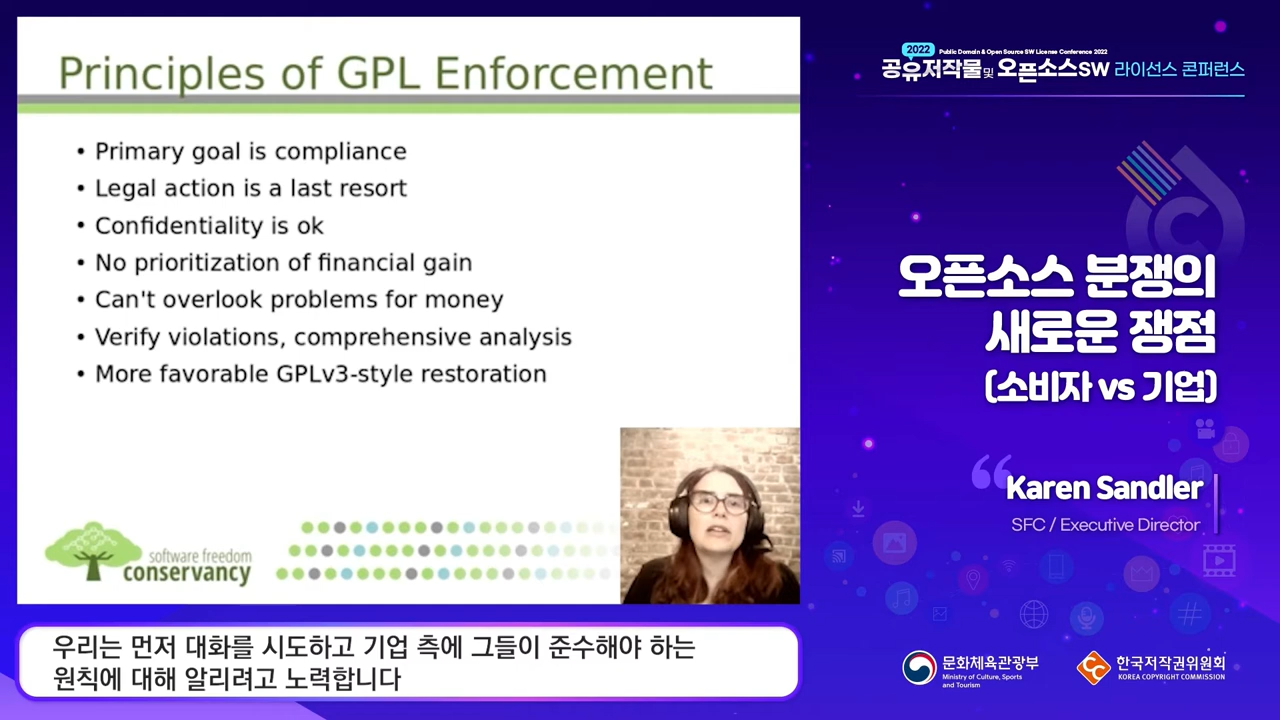 Principles of GPL Enforcement
• Primary goal is compliance
• Legal action is a last resort
• Confidentiality is ok
• No prioritization of financial gain
• Can't overlook problems for money
• Verify violations, comprehensive analysis
• More favorable GPLv3-style restoration
software freedom
conservancy
우리는 먼저 대화를 시도하고 기업 측에 그들이 준수해야 하는
원칙에 대해 알리려고 노력합니다
2022 Public Domain & Open Source SW License Conference 2022
공유저작물 및 오픈소스SW 라이선스 콘퍼런스
오픈소스 분쟁의
새로운 쟁점
(소비자 vs 기업)
“ Karen Sandler
SFC / Executive Director
문화체육관광부
Ministry of Culture, Sports
and Tourism
한국저작권위원회
KOREA COPYRIGHT COMMISSION